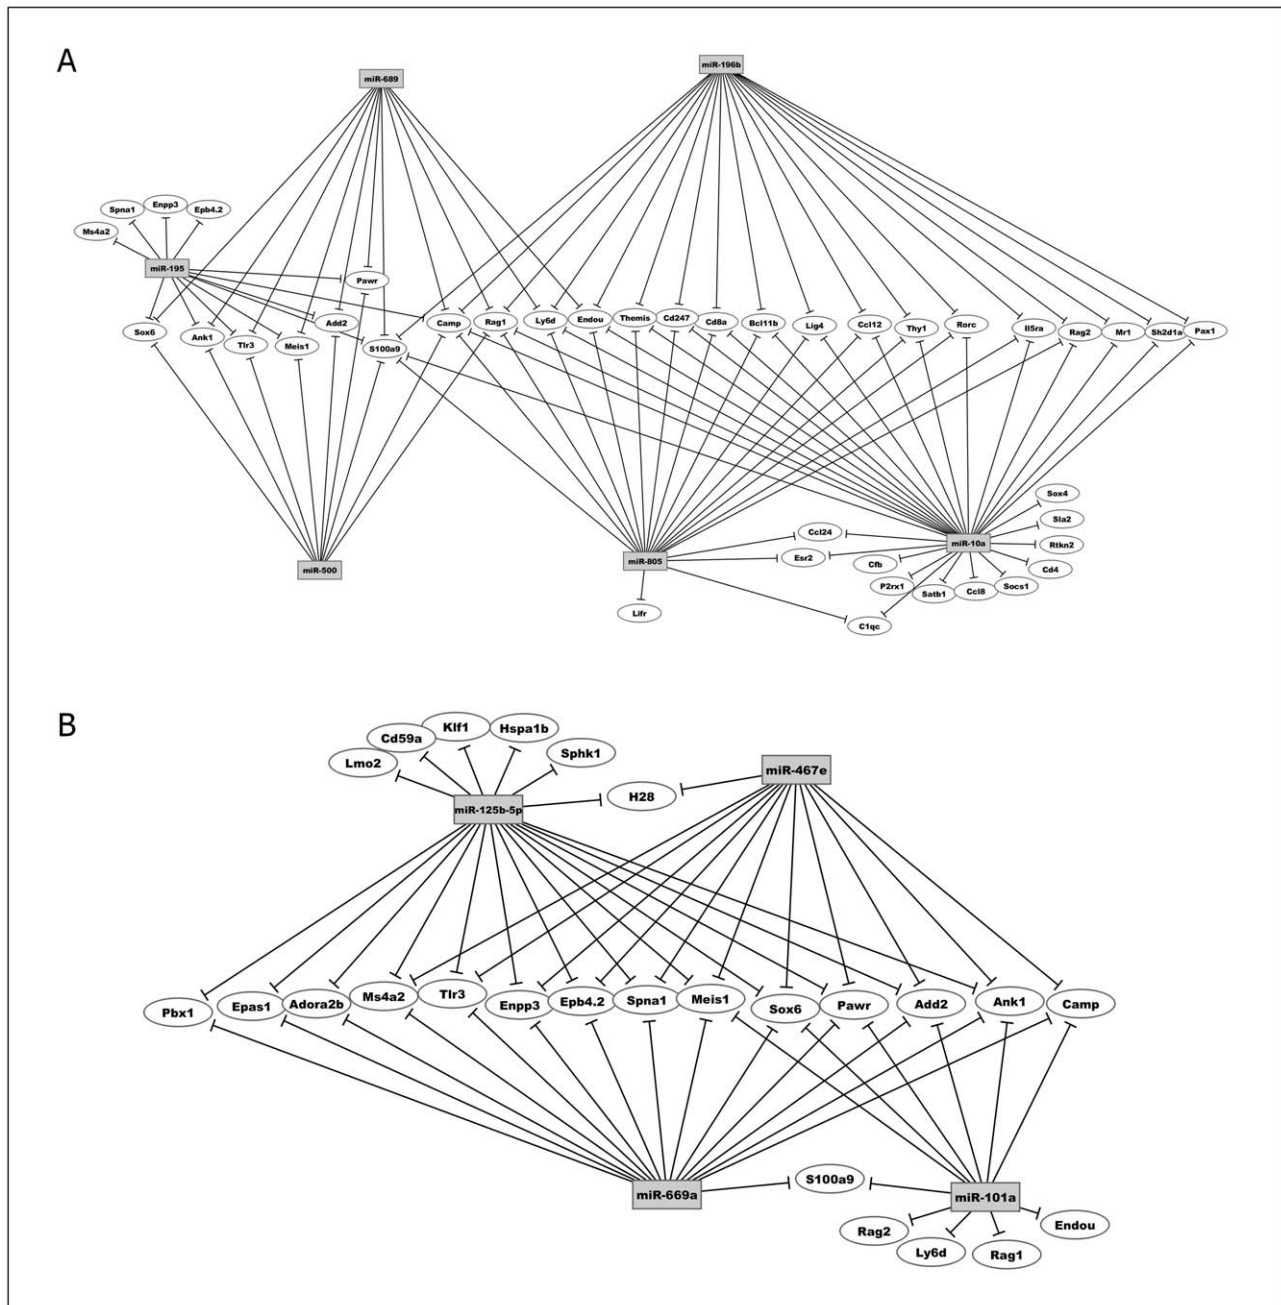 A
miR-689
miR-196b
Spna1
Enpp3
Epb4.2
Ms4a2
miR-195
Pawr
Sox6
Ank1
Tlr3
Meis1
Add2
S100a9
Camp
Rag1
Ly6d
Endou
Themis
Cd247
Cd8a
Bcl11b
Lig4
Ccl12
Thy1
Rorc
Il5ra
Rag2
Mr1
Sh2d1a
Pax1
miR-500
miR-805
miR-10a
Ccl24
Esr2
Lifr
C1qc
Cfb
P2rx1
Satb1
Ccl8
Socs1
Cd4
Rtkn2
Sla2
Sox4
B
Lmo2
Cd59a
Klf1
Hspa1b
Sphk1
miR-125b-5p
H28
miR-467e
Pbx1
Epas1
Adora2b
Ms4a2
Tlr3
Enpp3
Epb4.2
Spna1
Meis1
Sox6
Pawr
Add2
Ank1
Camp
miR-669a
S100a9
miR-101a
Rag2
Ly6d
Rag1
Endou